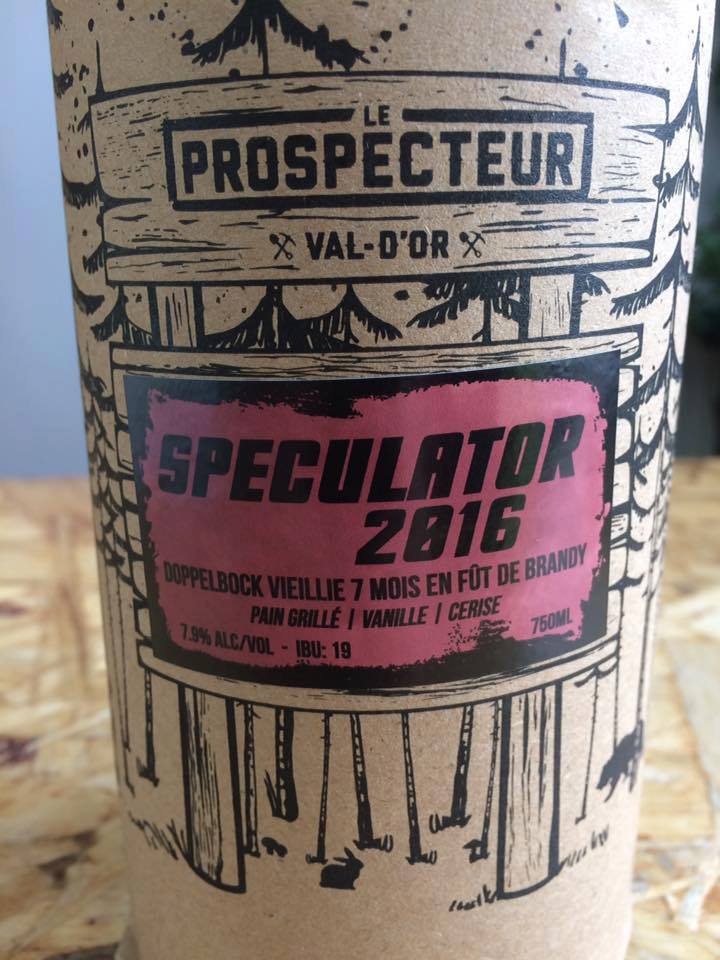 LE
PROSPECTEUR
VAL-D'OR
SPECULATOR
2016
DOPPELBOCK VIEILLIE 7 MOIS EN FÛT DE BRANDY
PAIN GRILLÉ | VANILLE | CERISE
7.9% ALC/VOL - IBU: 19
750ML